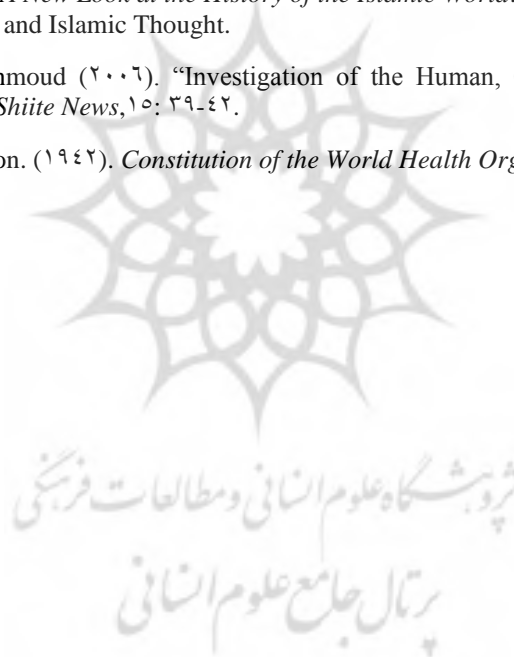 A New Look at the History of the Islamic World.
and Islamic Thought.
hmoud (٢٠٠٦). “Investigation of the Human,
Shiite News,١٥: ٣٩-٤٢.
on. (١٩٤٢). Constitution of the World Health Org
پژوهشگاه علوم انسانی و مطالعات فرهنگی
پرتال جامع علوم انسانی